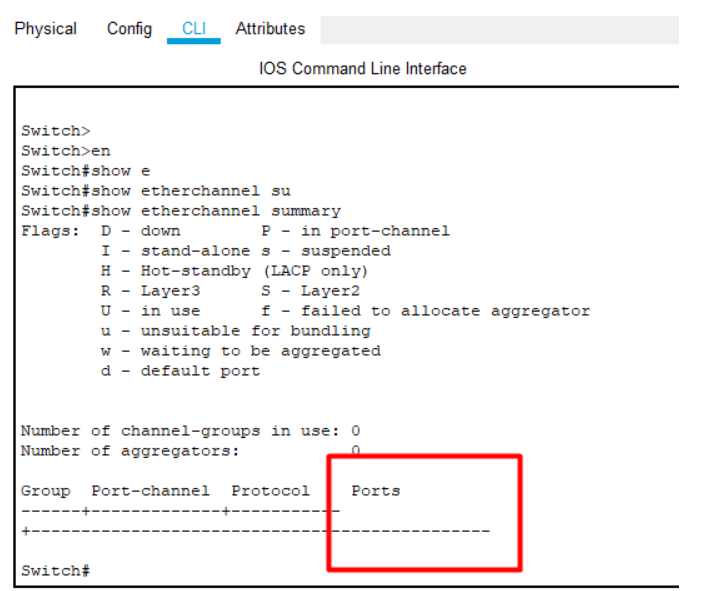 Physical Config CLI Attributes
IOS Command Line Interface
Switch>
Switch>en
Switch#show e
Switch#show etherchannel su
Switch#show etherchannel summary
Flags:  D - down        P - in port-channel
        I - stand-alone s - suspended
        H - Hot-standby (LACP only)
        R - Layer3      S - Layer2
        U - in use      f - failed to allocate aggregator
        u - unsuitable for bundling
        w - waiting to be aggregated
        d - default port
Number of channel-groups in use: 0
Number of aggregators:           0
Group  Port-channel  Protocol    Ports
------+-------------+-----------
+---------------------------------------------
Switch#